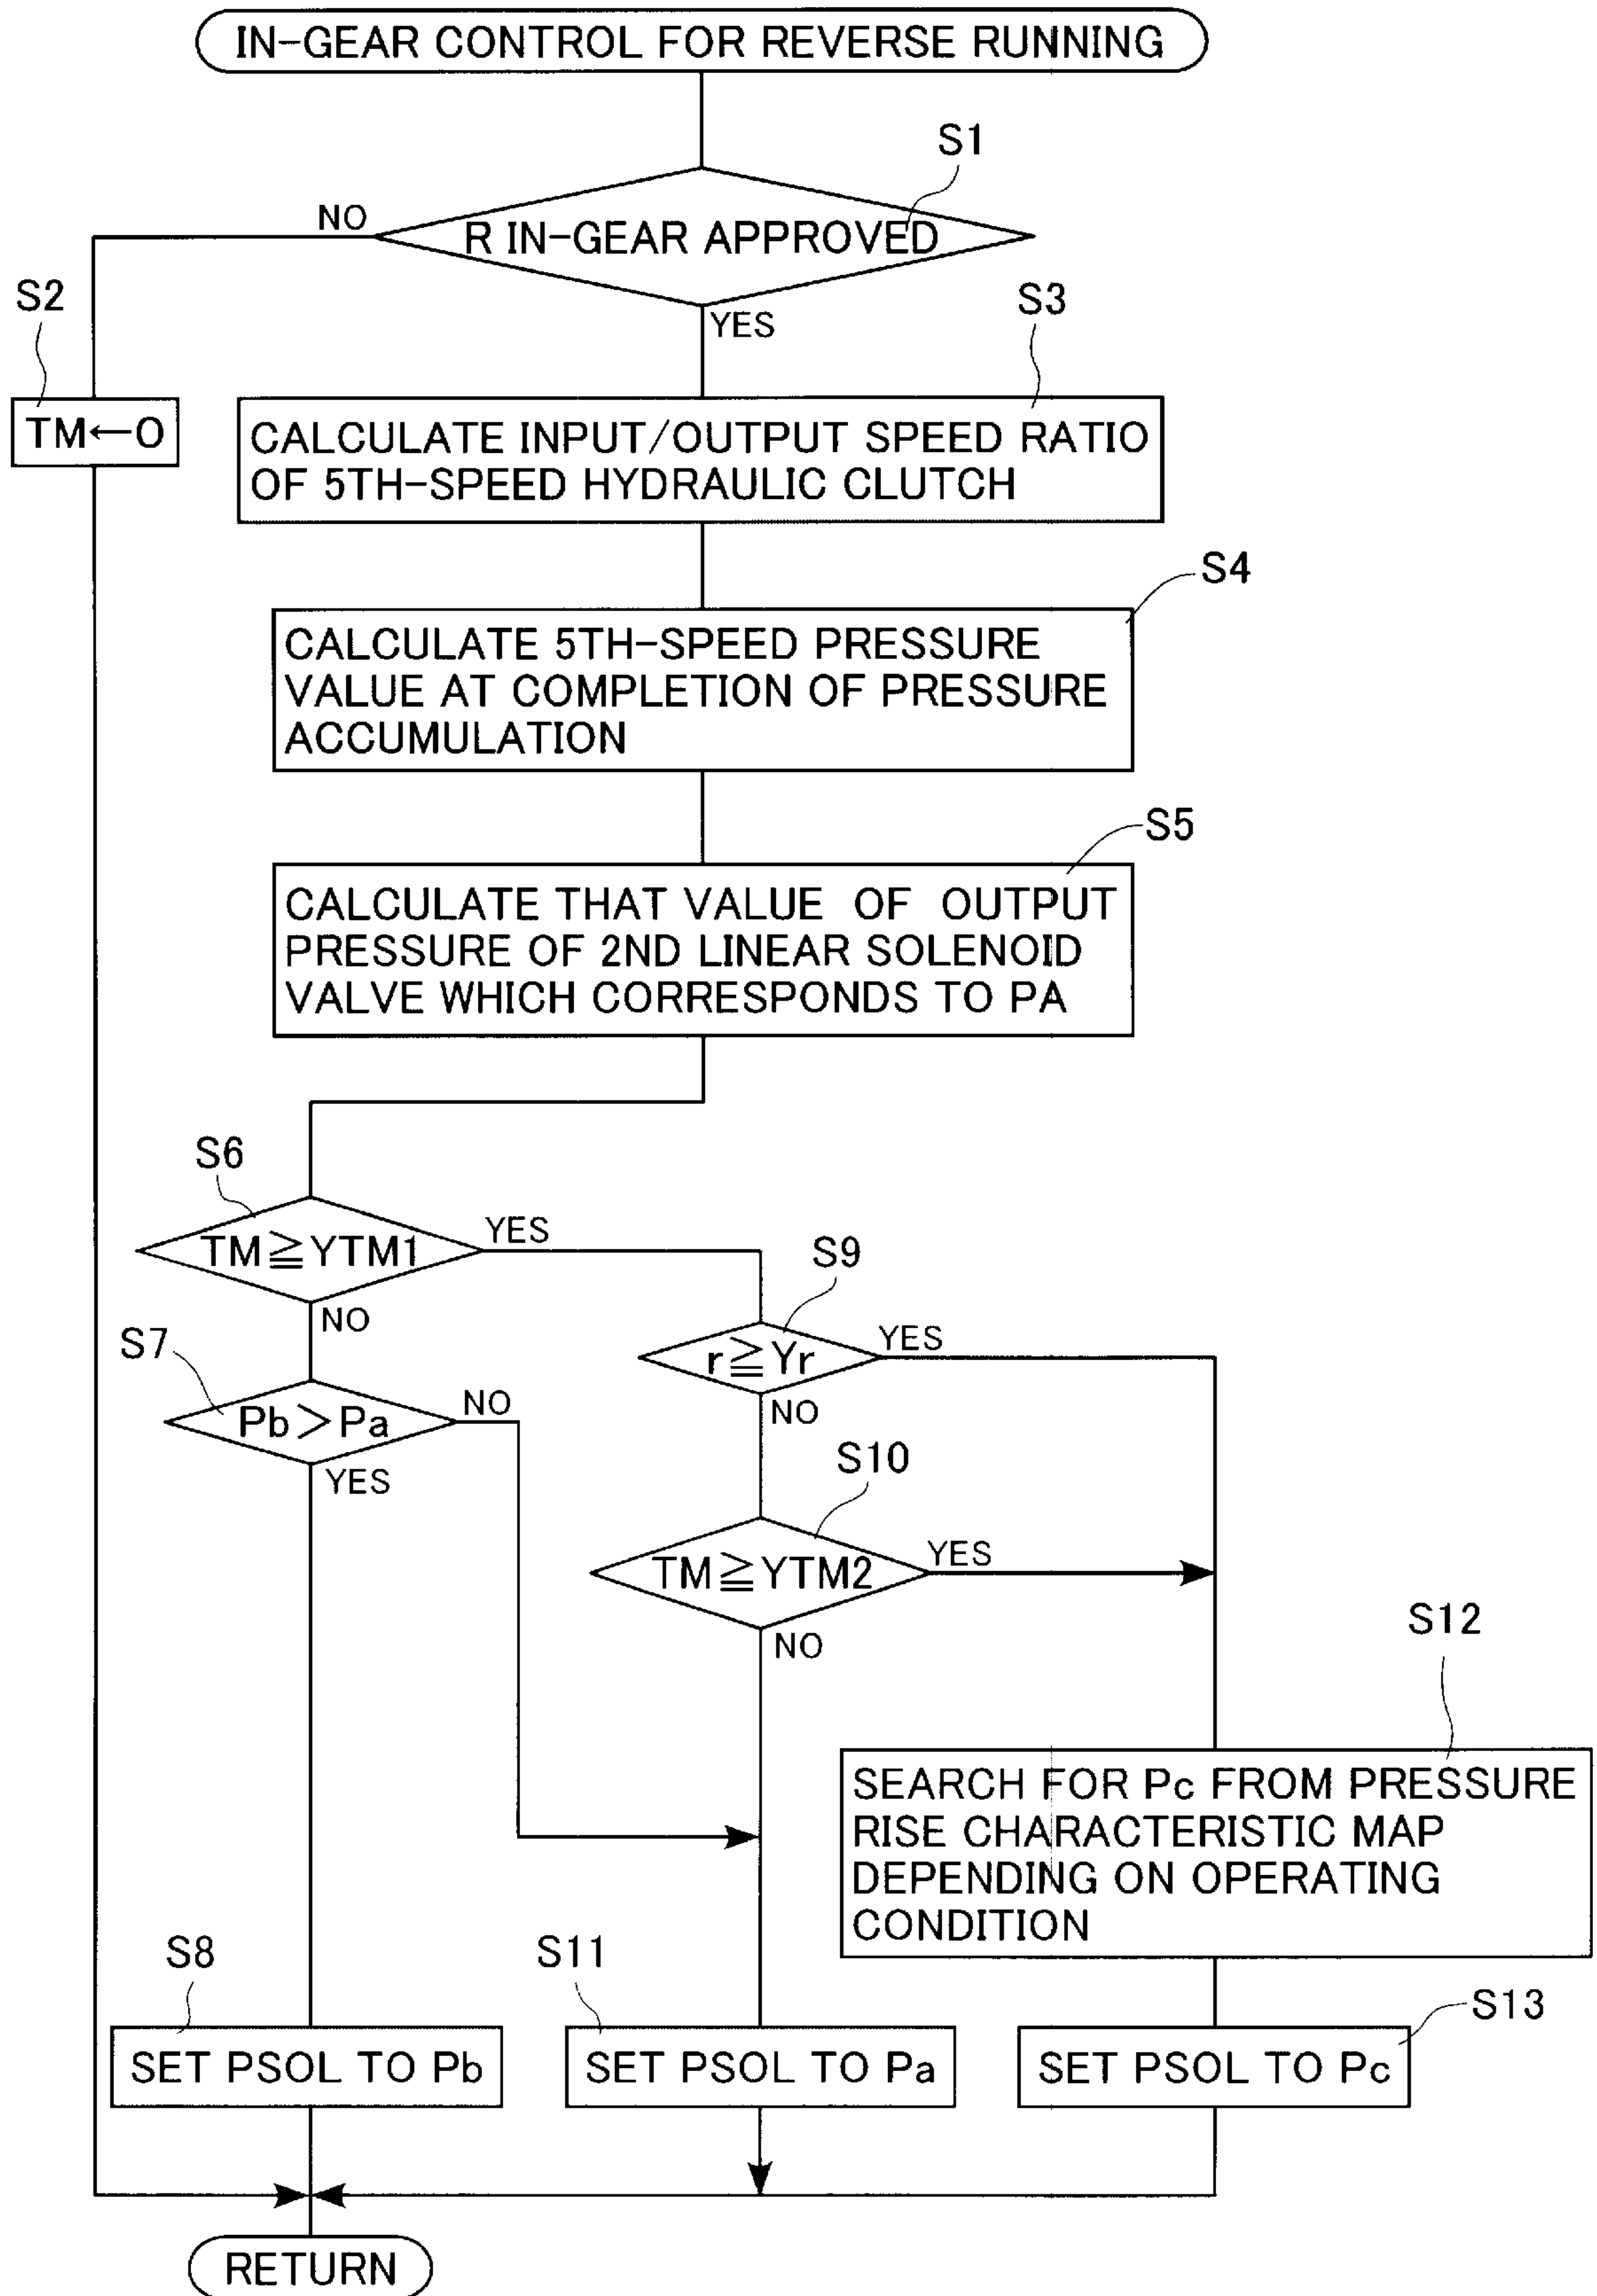 IN-GEAR CONTROL FOR REVERSE RUNNING
S1
NO
R IN-GEAR APPROVED
YES
S2
TM←0
S3
CALCULATE INPUT/OUTPUT SPEED RATIO
OF 5TH-SPEED HYDRAULIC CLUTCH
S4
CALCULATE 5TH-SPEED PRESSURE
VALUE AT COMPLETION OF PRESSURE
ACCUMULATION
S5
CALCULATE THAT VALUE OF OUTPUT
PRESSURE OF 2ND LINEAR SOLENOID
VALVE WHICH CORRESPONDS TO PA
S6
TM≧YTM1
YES
NO
S7
Pb>Pa
NO
YES
S9
r≧Yr
YES
NO
S10
TM≧YTM2
YES
NO
S12
SEARCH FOR Pc FROM PRESSURE
RISE CHARACTERISTIC MAP
DEPENDING ON OPERATING
CONDITION
S8
SET PSOL TO Pb
S11
SET PSOL TO Pa
S13
SET PSOL TO Pc
RETURN